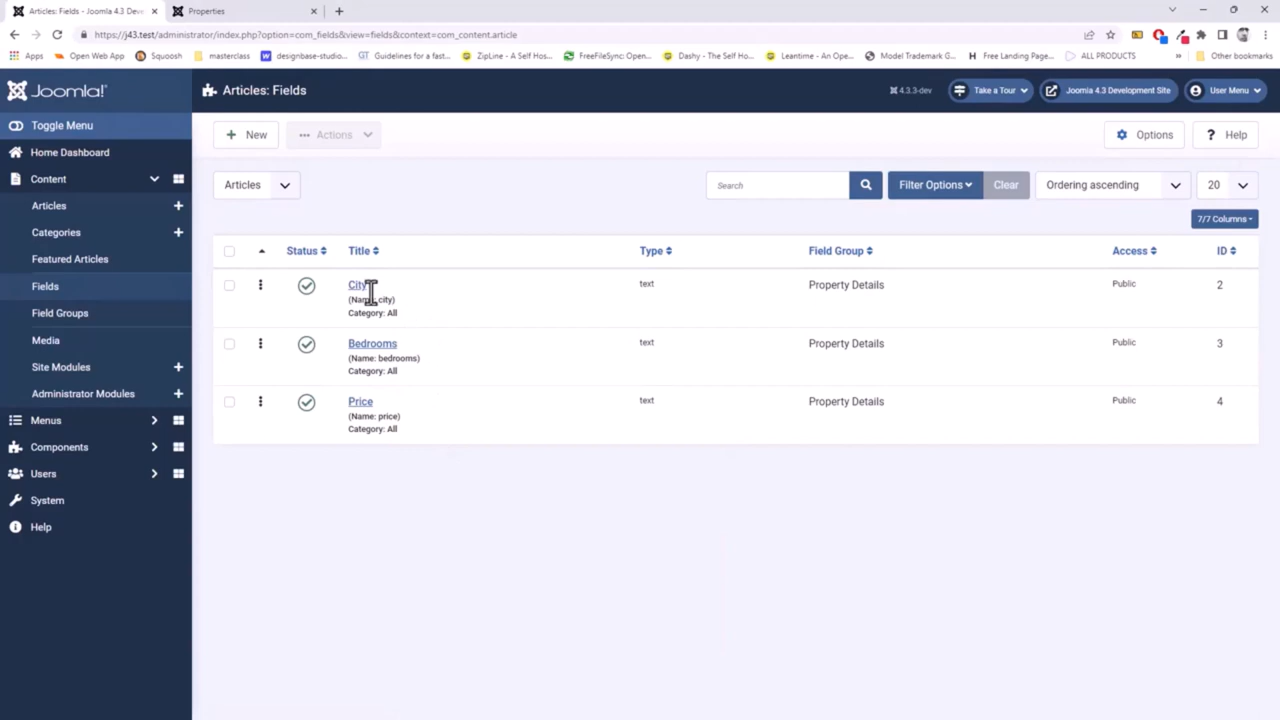 Articles: Fields - Joomla 4.3 Deve
Properties
https://j43.test/administrator/index.php?option=com_fields&view=fields&context=com_content.article
Apps
Open Web App
Squoosh
masterclass
designbase-studio...
Guidelines for a fast...
ZipLine - A Self Hos...
FreeFileSync: Open...
Dashy - The Self Ho...
Leantime - An Ope...
Model Trademark G...
Free Landing Page...
ALL PRODUCTS
»
Other bookmarks
Joomla!
Articles: Fields
4.3.3-dev
Take a Tour
Joomla 4.3 Development Site
User Menu
Toggle Menu
Home Dashboard
Content
Articles
Categories
Featured Articles
Fields
Field Groups
Media
Site Modules
Administrator Modules
Menus
Components
Users
System
Help
+ New
••• Actions
Options
? Help
Articles
Search
Filter Options
Clear
Ordering ascending
20
7/7 Columns
Status Title Type Field Group Access ID
City text Property Details Public 2
(Name: city)
Category: All
Bedrooms text Property Details Public 3
(Name: bedrooms)
Category: All
Price text Property Details Public 4
(Name: price)
Category: All